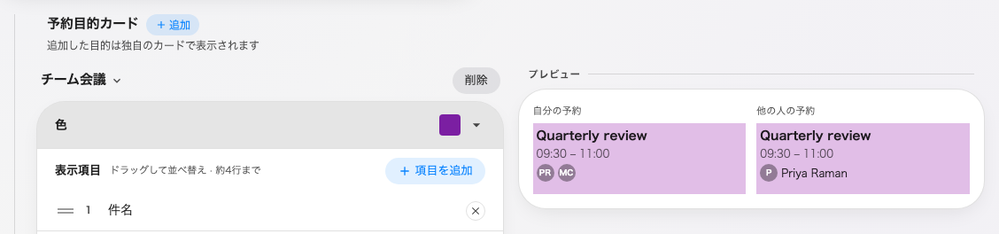 予約目的カード + 追加
追加した目的は独自のカードで表示されます
チーム会議 削除
色
表示項目 ドラッグして並べ替え · 約4行まで + 項目を追加
1 件名
プレビュー
自分の予約 他の人の予約
Quarterly review Quarterly review
09:30 – 11:00 09:30 – 11:00
PR MC P Priya Raman